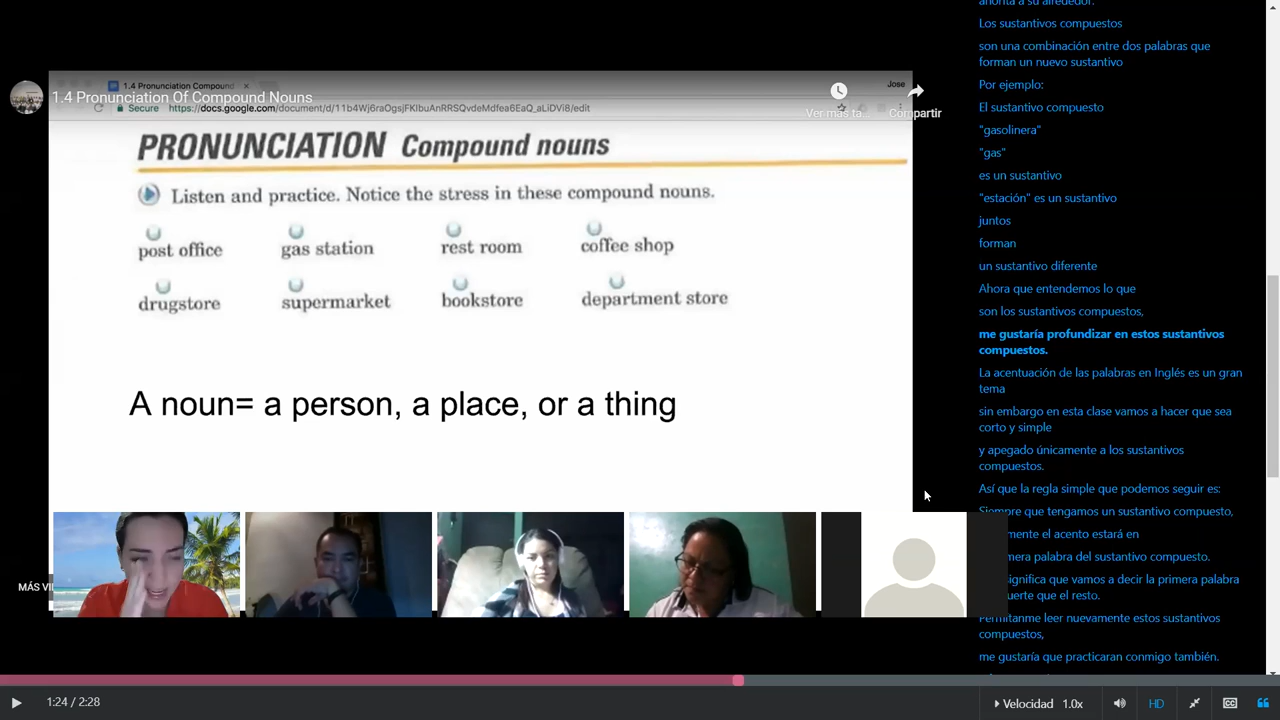 1.4 Pronunciation Compound
Jose
1.4 Pronunciation Of Compound Nouns
Secure https://docs.google.com/document/d/11b4Wj6raOgsjFKIbuAnRRSQvdeMdfea6EaQ_aLiDVi8/edit
Ver más ta...
Compartir
PRONUNCIATION Compound nouns
Listen and practice. Notice the stress in these compound nouns.
post office gas station rest room coffee shop
drugstore supermarket bookstore department store
A noun= a person, a place, or a thing
MÁS VI
1:24 / 2:28
ahorita a su alrededor.
Los sustantivos compuestos
son una combinación entre dos palabras que
forman un nuevo sustantivo
Por ejemplo:
El sustantivo compuesto
"gasolinera"
"gas"
es un sustantivo
"estación" es un sustantivo
juntos
forman
un sustantivo diferente
Ahora que entendemos lo que
son los sustantivos compuestos,
me gustaría profundizar en estos sustantivos
compuestos.
La acentuación de las palabras en Inglés es un gran
tema
sin embargo en esta clase vamos a hacer que sea
corto y simple
y apegado únicamente a los sustantivos
compuestos.
Así que la regla simple que podemos seguir es:
Siempre que tengamos un sustantivo compuesto,
mente el acento estará en
mera palabra del sustantivo compuesto.
significa que vamos a decir la primera palabra
uerte que el resto.
Permítanme leer nuevamente estos sustantivos
compuestos,
me gustaría que practicaran conmigo también.
Velocidad 1.0x
HD